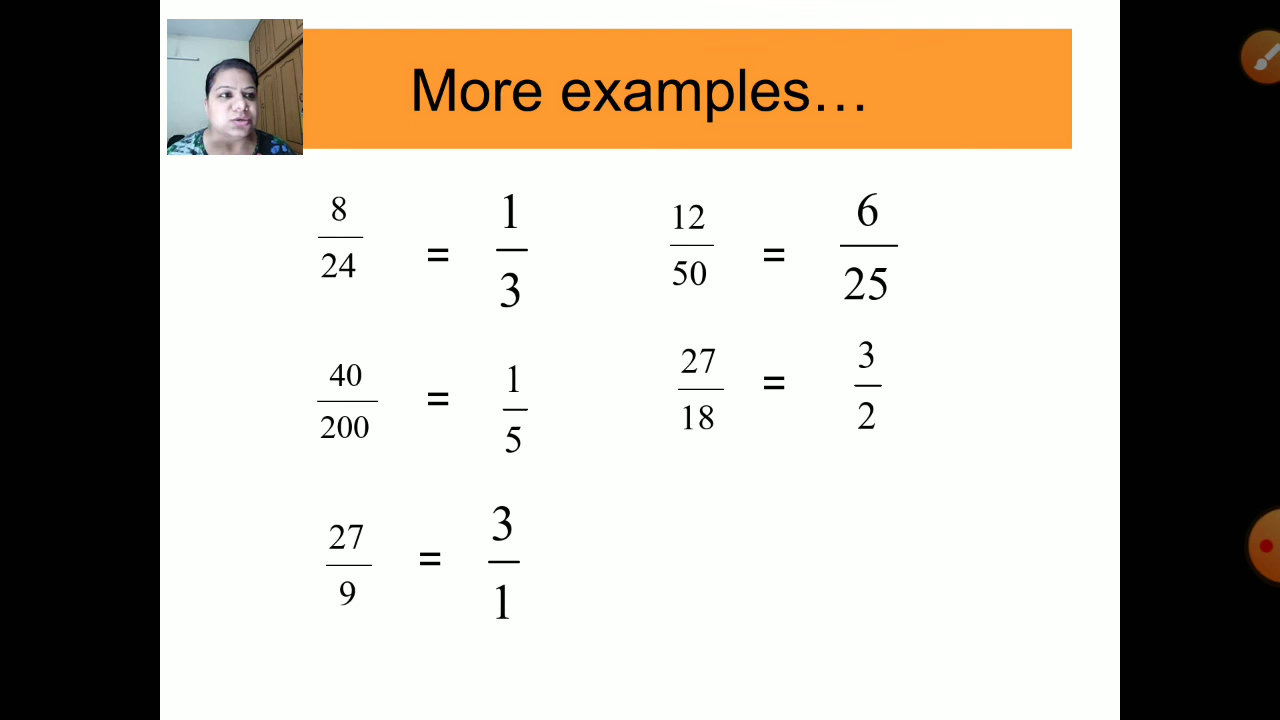 More examples…
8/24 = 1/3
12/50 = 6/25
40/200 = 1/5
27/18 = 3/2
27/9 = 3/1